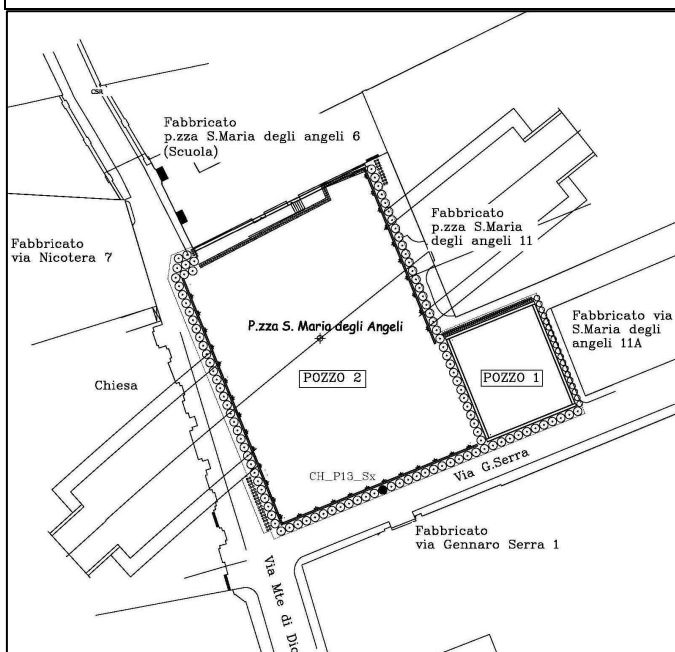 CSR
Fabbricato
p.zza S.Maria degli angeli 6
(Scuola)
Fabbricato
via Nicotera 7
Fabbricato
p.zza S.Maria
degli angeli 11
P.zza S. Maria degli Angeli
Fabbricato via
S.Maria degli
angeli 11A
POZZO 2
POZZO 1
Chiesa
CH_P13_Sx
Via G.Serra
Fabbricato
via Gennaro Serra 1
Via Mte di Dio